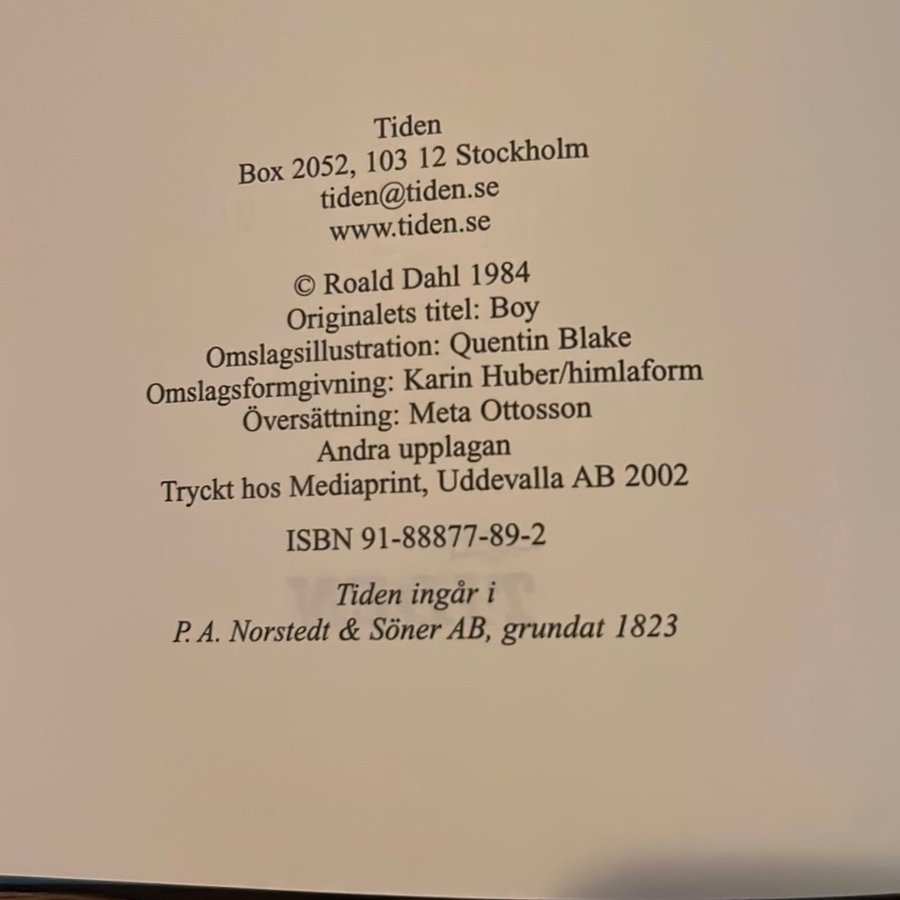 Tiden
Box 2052, 103 12 Stockholm
tiden@tiden.se
www.tiden.se
© Roald Dahl 1984
Originalets titel: Boy
Omslagsillustration: Quentin Blake
Omslagsformgivning: Karin Huber/himlaform
Översättning: Meta Ottosson
Andra upplagan
Tryckt hos Mediaprint, Uddevalla AB 2002
ISBN 91-88877-89-2
Tiden ingår i
P. A. Norstedt & Söner AB, grundat 1823